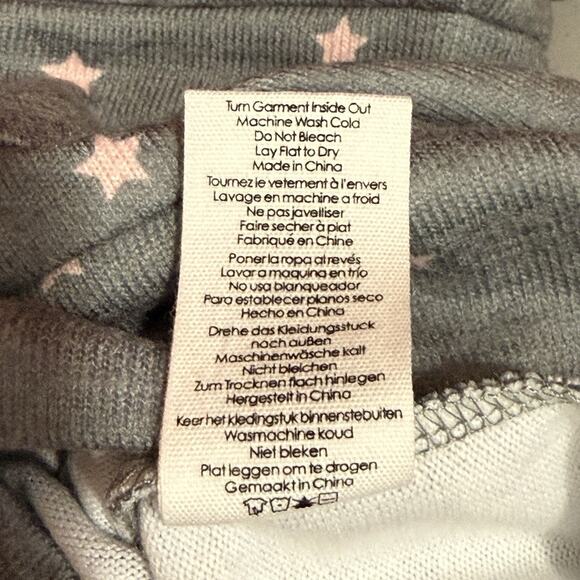 Turn Garment Inside Out
Machine Wash Cold
Do Not Bleach
Lay Flat to Dry
Made in China
Tournez le vetement à l'envers
Lavage en machine a froid
Ne pas javelliser
Faire secher à plat
Fabriqué en Chine
Poner la ropa al revés
Lavar a maquina en frío
No usa blanqueador
Para establecer planos seco
Hecho en China
Drehe das Kleidungsstuck
noch außen
Maschinenwäsche kalt
Nicht bleichen
Zum Trocknen flach hinlegen
Hergestellt in China
Keer het kledingstuk binnenstebuiten
Wasmachine koud
Niet bleken
Plat leggen om te drogen
Gemaakt in China